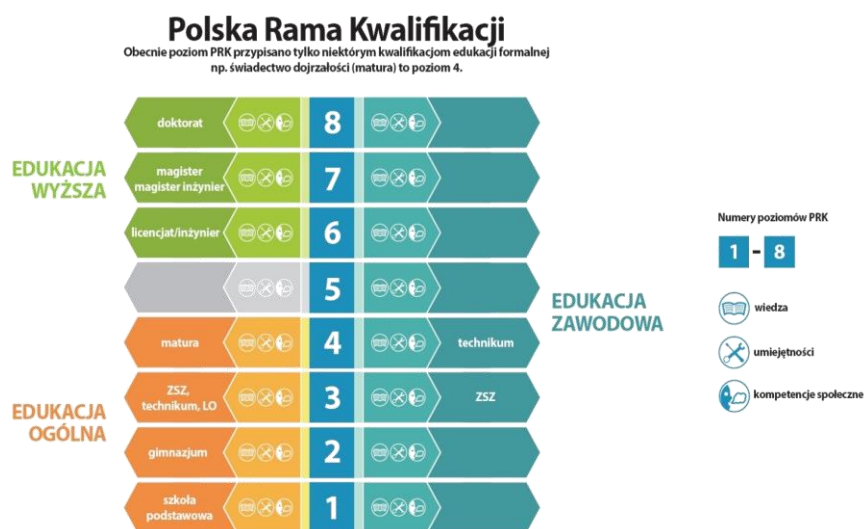 Polska Rama Kwalifikacji
Obecnie poziom PRK przypisano tylko niektórym kwalifikacjom edukacji formalnej
np. świadectwo dojrzałości (matura) to poziom 4.
EDUKACJA
WYŻSZA
doktorat
8
magister
magister inżynier
7
licencjat/inżynier
6
5
EDUKACJA
ZAWODOWA
matura
4
technikum
EDUKACJA
OGÓLNA
ZSZ,
technikum, LO
3
ZSZ
gimnazjum
2
szkoła
podstawowa
1
Numery poziomów PRK
1 - 8
wiedza
umiejętności
kompetencje społeczne